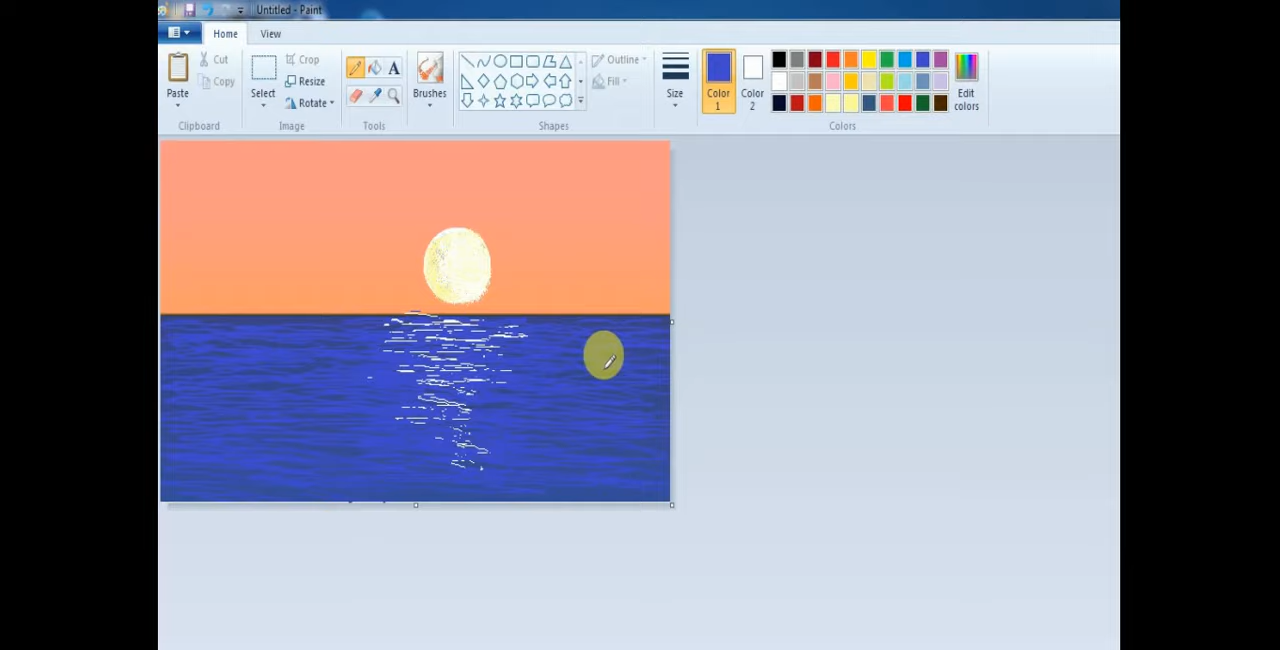 Untitled - Paint
Home View
Paste
Cut
Copy
Clipboard
Select
Crop
Resize
Rotate
Image
A
Tools
Brushes
Outline
Fill
Shapes
Size
Color 1
Color 2
Edit colors
Colors